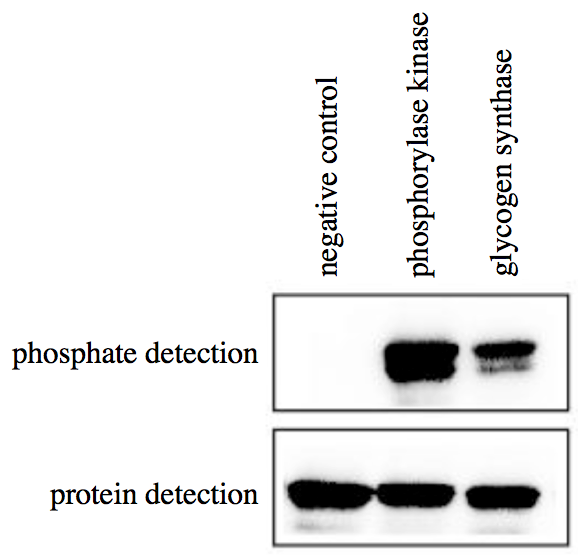 negative control
phosphorylase kinase
glycogen synthase
phosphate detection
protein detection